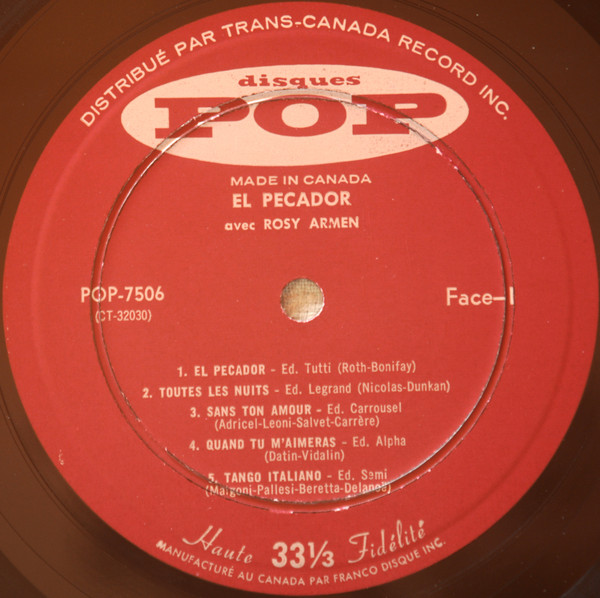 DISTRIBUÉ PAR TRANS-CANADA RECORD INC.
disques
POP
MADE IN CANADA
EL PECADOR
avec ROSY ARMEN
POP-7506
Face-1
(CT-32030)
1. EL PECADOR - Ed. Tutti (Roth-Bonifay)
2. TOUTES LES NUITS - Ed. Legrand (Nicolas-Dunkan)
3. SANS TON AMOUR - Ed. Carrousel
(Adricel-Leoni-Salvet-Carrère)
4. QUAND TU M'AIMERAS - Ed. Alpha
(Datin-Vidalin)
5. TANGO ITALIANO - Ed. Semi
(Malgoni-Pallesi-Beretta-Delanoa)
Haute 33⅓ Fidélité
MANUFACTURÉ AU CANADA PAR FRANCO DISQUE INC.